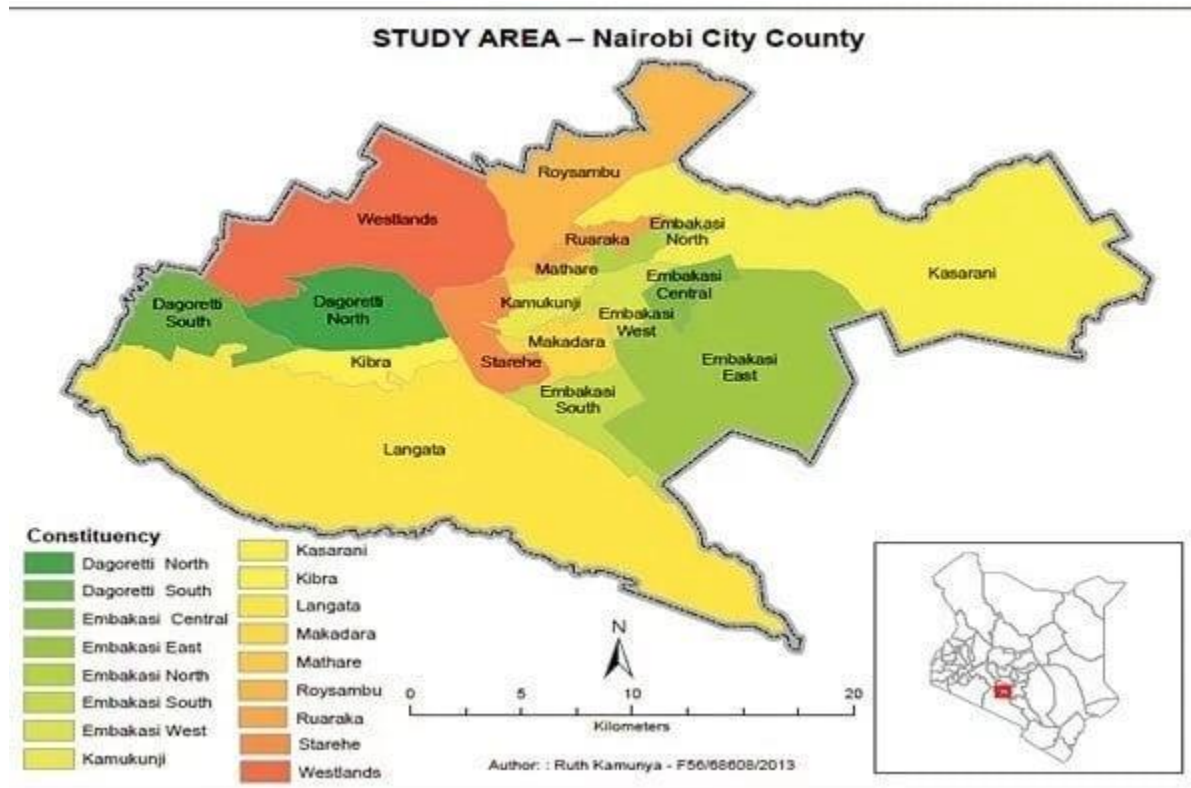 STUDY AREA – Nairobi City County
Roysambu
Westlands
Embakasi
North
Ruaraka
Mathare
Kasarani
Embakasi
Central
Dagoretti
South
Dagoretti
North
Kamukunji
Embakasi
West
Makadara
Kibra
Starehe
Embakasi
East
Embakasi
South
Langata
Constituency
Dagoretti North
Dagoretti South
Embakasi Central
Embakasi East
Embakasi North
Embakasi South
Embakasi West
Kamukunji
Kasarani
Kibra
Langata
Makadara
Mathare
Roysambu
Ruaraka
Starehe
Westlands
N
0 5 10 20
Kilometers
Author: : Ruth Kamunya - F56/68608/2013